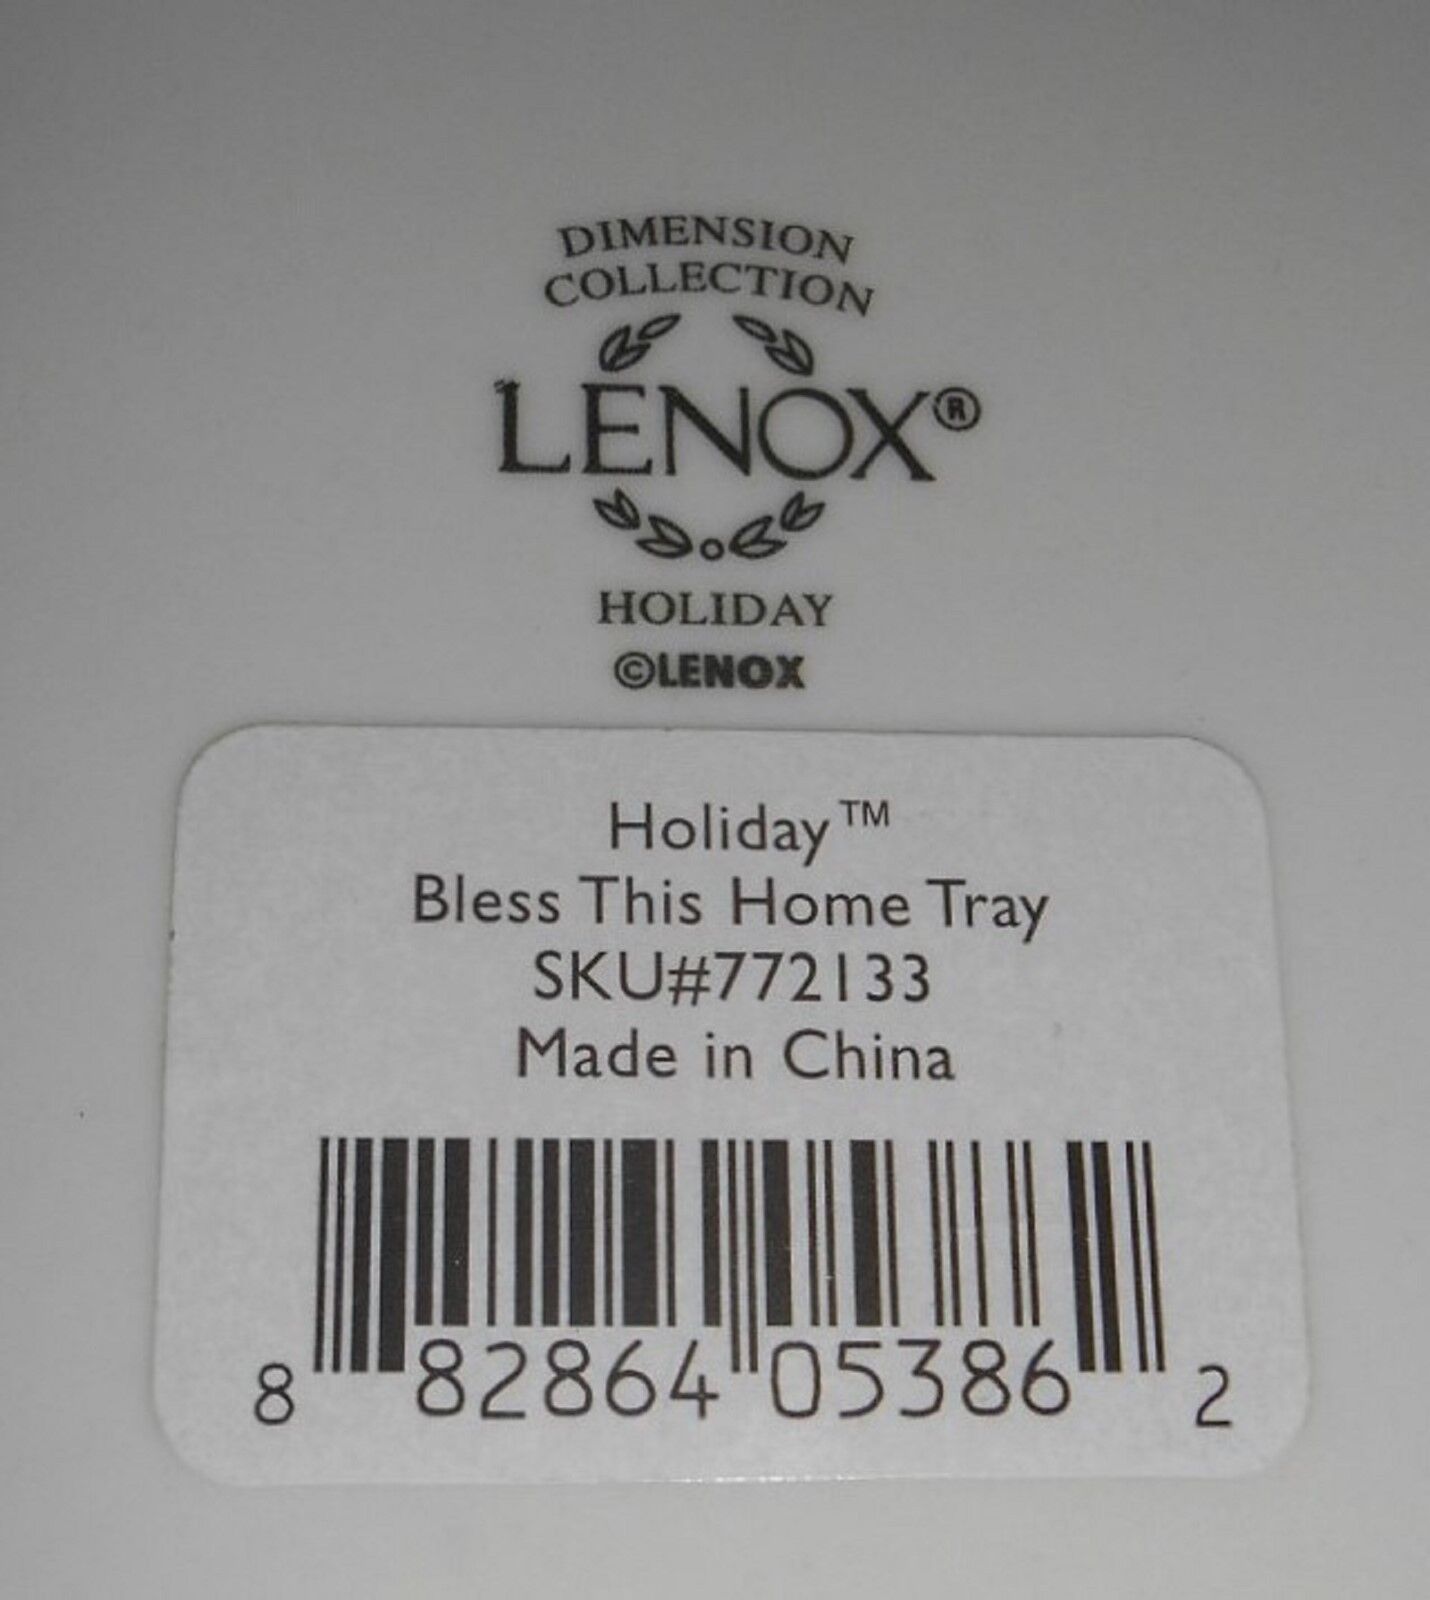 DIMENSION
COLLECTION
LENOX®
HOLIDAY
©LENOX
Holiday™
Bless This Home Tray
SKU#772133
Made in China
8 82864 05386 2